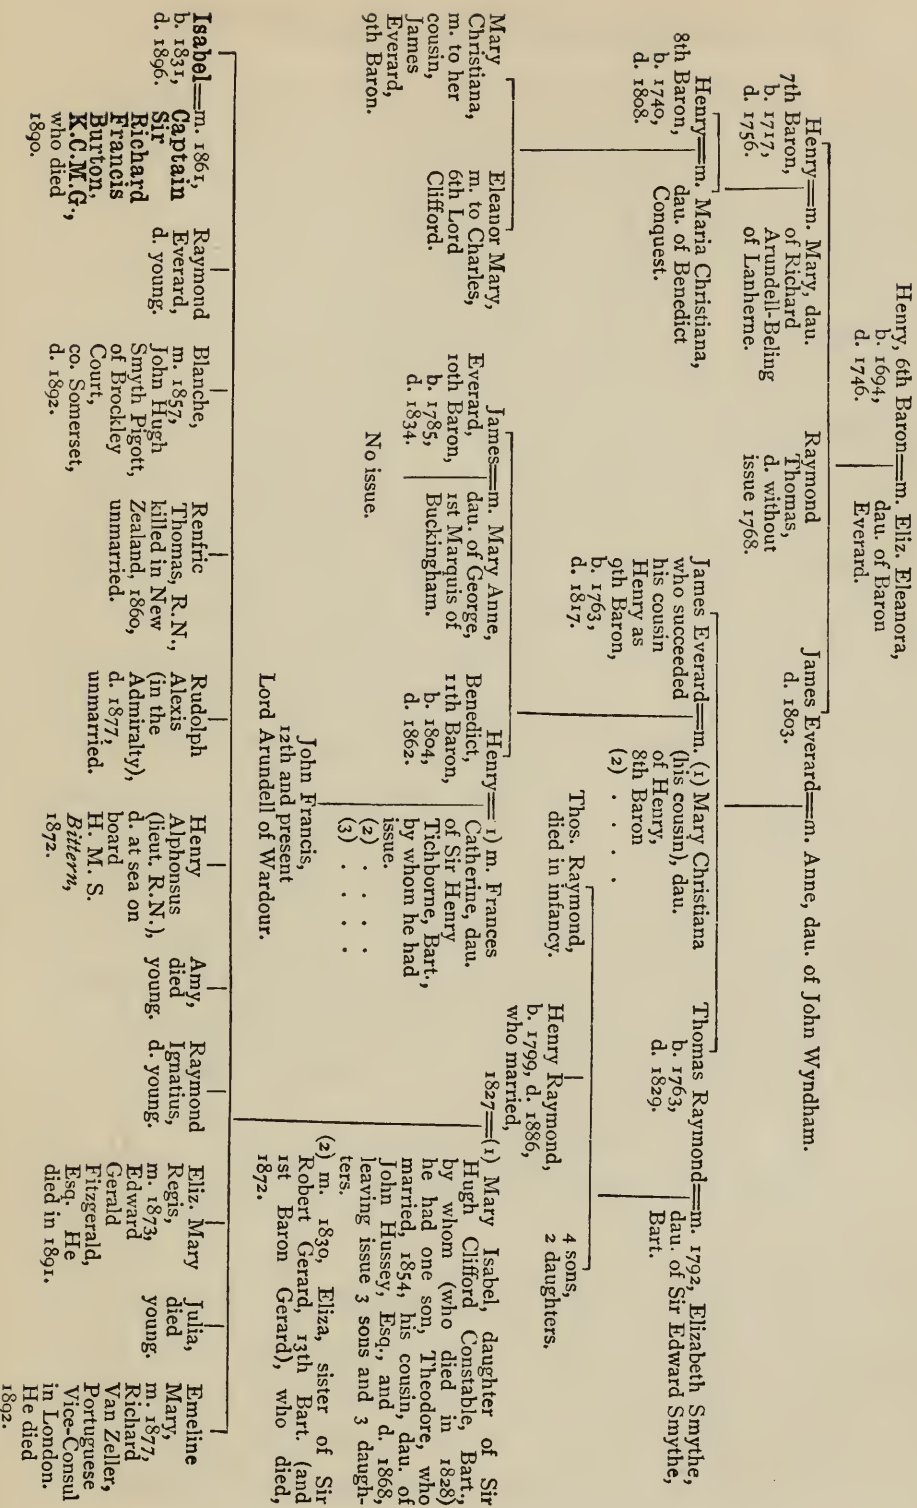 Henry, 6th Baron══m. Eliz. Eleanora,
b. 1694,
d. 1746.
dau. of Baron
Everard.
Henry══m. Mary, dau.
7th Baron,
b. 1717,
d. 1756.
of Richard
Arundell-Beling
of Lanherne.
Raymond
Thomas,
d. without
issue 1768.
James Everard══m. Anne, dau. of John Wyndham.
d. 1803.
Henry══m. Maria Christiana,
8th Baron,
b. 1740,
d. 1808.
dau. of Benedict
Conquest.
James Everard══m. (1) Mary Christiana
who succeeded
his cousin
Henry as
9th Baron,
b. 1763,
d. 1817.
(his cousin), dau.
of Henry,
8th Baron
(2) . . . .
Thomas Raymond══m. 1792, Elizabeth Smythe,
b. 1763,
d. 1829.
dau. of Sir Edward Smythe,
Bart.
Mary
Christiana,
m. to her
cousin,
James
Everard,
9th Baron.
Eleanor Mary,
m. to Charles,
6th Lord
Clifford.
James══m. Mary Anne,
Everard,
10th Baron,
b. 1785,
d. 1834.
dau. of George,
1st Marquis of
Buckingham.
No issue.
Henry══ 1) m. Frances
Benedict,
11th Baron,
b. 1804,
d. 1862.
Catherine, dau.
of Sir Henry
Tichborne, Bart.,
by whom he had
issue.
(2) . . . .
(3) . . . .
John Francis,
12th and present
Lord Arundell of Wardour.
Thos. Raymond,
died in infancy.
Henry Raymond,
b. 1799, d. 1886,
who married,
4 sons,
2 daughters.
1827══(1) Mary Isabel, daughter of Sir
Hugh Clifford Constable, Bart.,
by whom (who died in 1828)
he had one son, Theodore, who
married, 1854, his cousin, dau. of
John Hussey, Esq., and d. 1868,
leaving issue 3 sons and 3 daugh-
ters.
(2) m. 1830, Eliza, sister of Sir
Robert Gerard, 13th Bart. (and
1st Baron Gerard), who died,
1872.
Isabel══m. 1861,
b. 1831,
d. 1896.
Captain
Sir
Richard
Francis
Burton,
K.C.M.G.,
who died
1890.
Raymond
Everard,
d. young.
Blanche,
m. 1857,
John Hugh
Smyth Pigott,
of Brockley
Court,
co. Somerset,
d. 1892.
Renfric
Thomas, R.N.,
killed in New
Zealand, 1860,
unmarried.
Rudolph
Alexis
(in the
Admiralty),
d. 1877,
unmarried.
Henry
Alphonsus
(lieut. R.N.),
d. at sea on
board
H. M. S.
Bittern,
1872.
Amy,
died
young.
Raymond
Ignatius,
d. young.
Eliz. Mary
Regis,
m. 1873,
Edward
Gerald
Fitzgerald,
Esq. He
died in 1891.
Julia,
died
young.
Emeline
Mary,
m. 1877,
Richard
Van Zeller,
Portuguese
Vice-Consul
in London.
He died
1892.